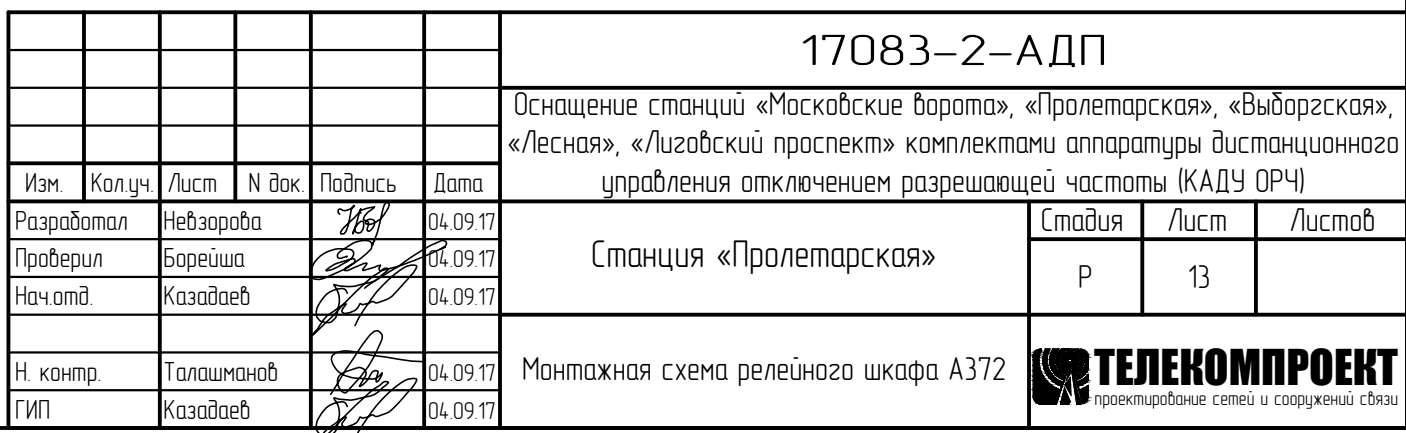 17083-2-АДП
Оснащение станций «Московские ворота», «Пролетарская», «Выборгская»,
«Лесная», «Лиговский проспект» комплектами аппаратуры дистанционного
управления отключением разрешающей частоты (КАДУ ОРЧ)
Изм. Кол.уч. Лист N док. Подпись Дата
Разработал Невзорова 04.09.17
Проверил Борейша 04.09.17
Нач.отд. Казадаев 04.09.17
Н. контр. Талашманов 04.09.17
ГИП Казадаев 04.09.17
Станция «Пролетарская»
Стадия Лист Листов
Р 13
Монтажная схема релейного шкафа А372
ТЕЛЕКОМПРОЕКТ
проектирование сетей и сооружений связи